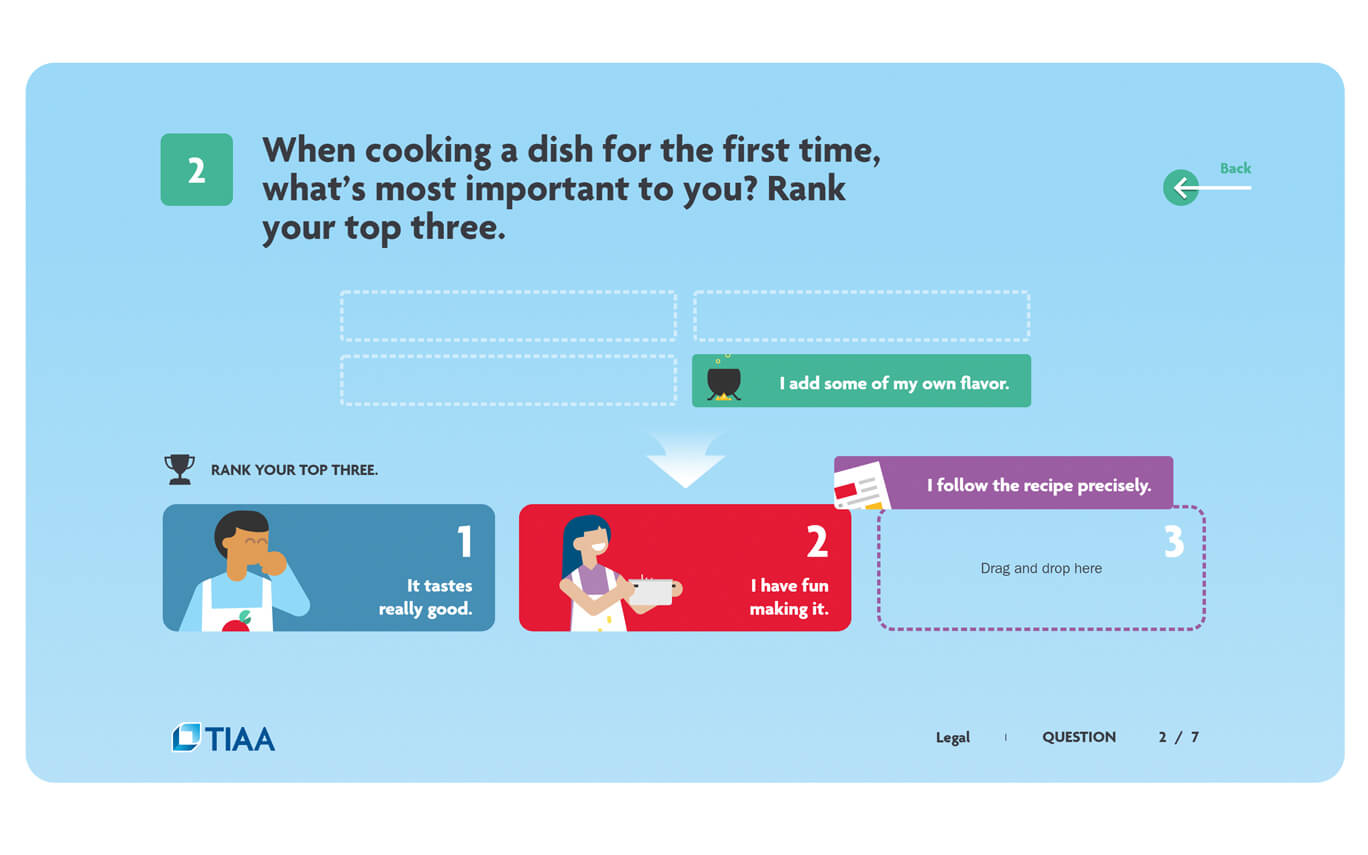 2
When cooking a dish for the first time,
what's most important to you? Rank
your top three.
Back
I add some of my own flavor.
RANK YOUR TOP THREE.
I follow the recipe precisely.
1
It tastes
really good.
2
I have fun
making it.
3
Drag and drop here
TIAA
Legal | QUESTION 2 / 7